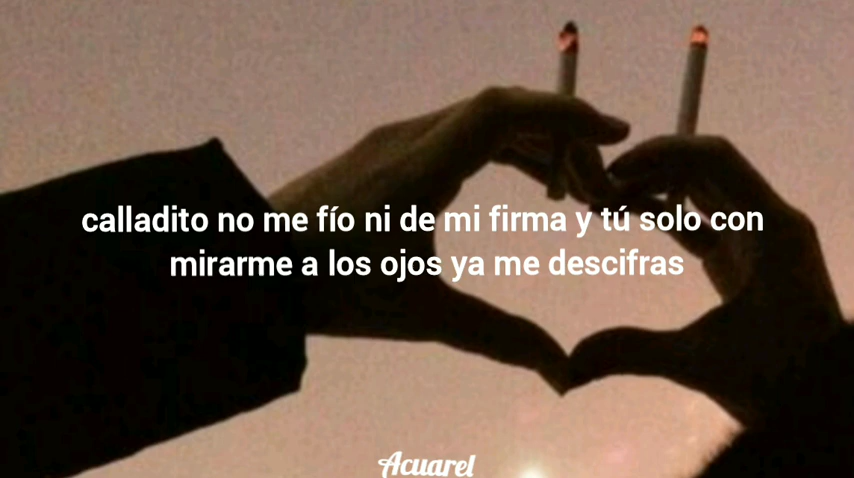 calladito no me fío ni de mi firma y tú solo con
mirarme a los ojos ya me descifras
Acuarel